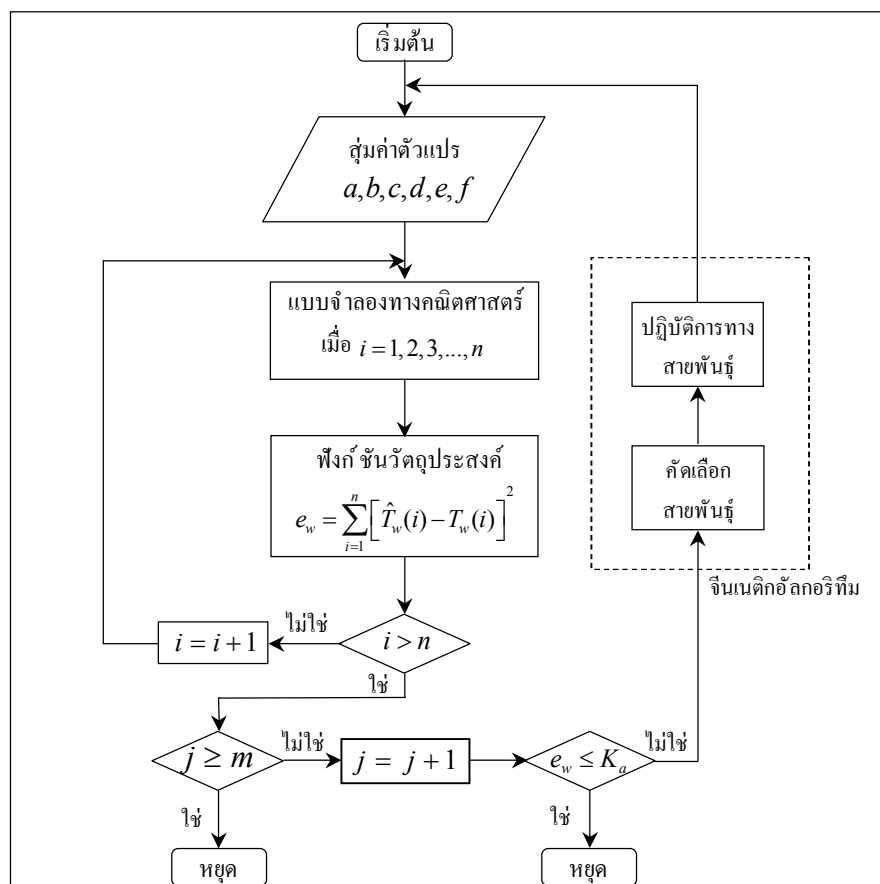 เริ่มต้น
สุ่มค่าตัวแปร
a,b,c,d,e,f
แบบจำลองทางคณิตศาสตร์
เมื่อ i = 1,2,3,...,n
ฟังก์ชันวัตถุประสงค์
e_w = \sum_{i=1}^{n} [\hat{T}_w(i) - T_w(i)]^2
ปฏิบัติการทาง
สายพันธุ์
คัดเลือก
สายพันธุ์
จีนเนติกอัลกอริทึม
i = i + 1
ไม่ใช่
i > n
ใช่
j ≥ m
ไม่ใช่
j = j + 1
e_w ≤ K_a
ไม่ใช่
ใช่
ใช่
หยุด
หยุด